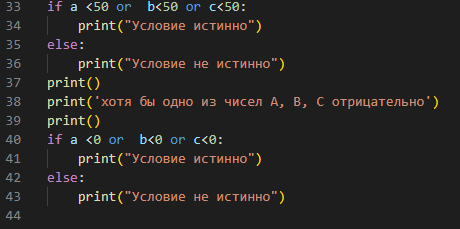 33 if a <50 or  b<50 or c<50:
34     print("Условие истинно")
35 else:
36     print("Условие не истинно")
37 print()
38 print('хотя бы одно из чисел А, В, С отрицательно')
39 print()
40 if a <0 or  b<0 or c<0:
41     print("Условие истинно")
42 else:
43     print("Условие не истинно")
44